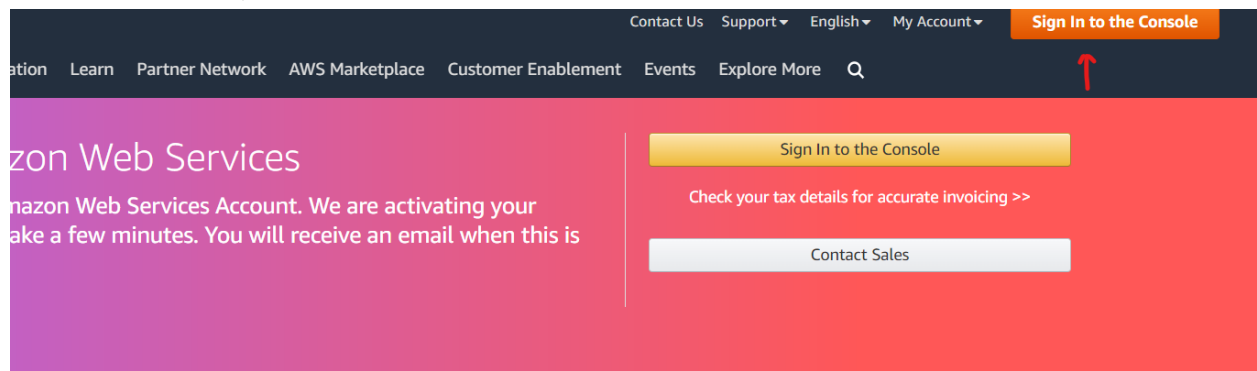 Contact Us Support English My Account Sign In to the Console
ation Learn Partner Network AWS Marketplace Customer Enablement Events Explore More
zon Web Services
mazon Web Services Account. We are activating your
ake a few minutes. You will receive an email when this is
Sign In to the Console
Check your tax details for accurate invoicing >>
Contact Sales